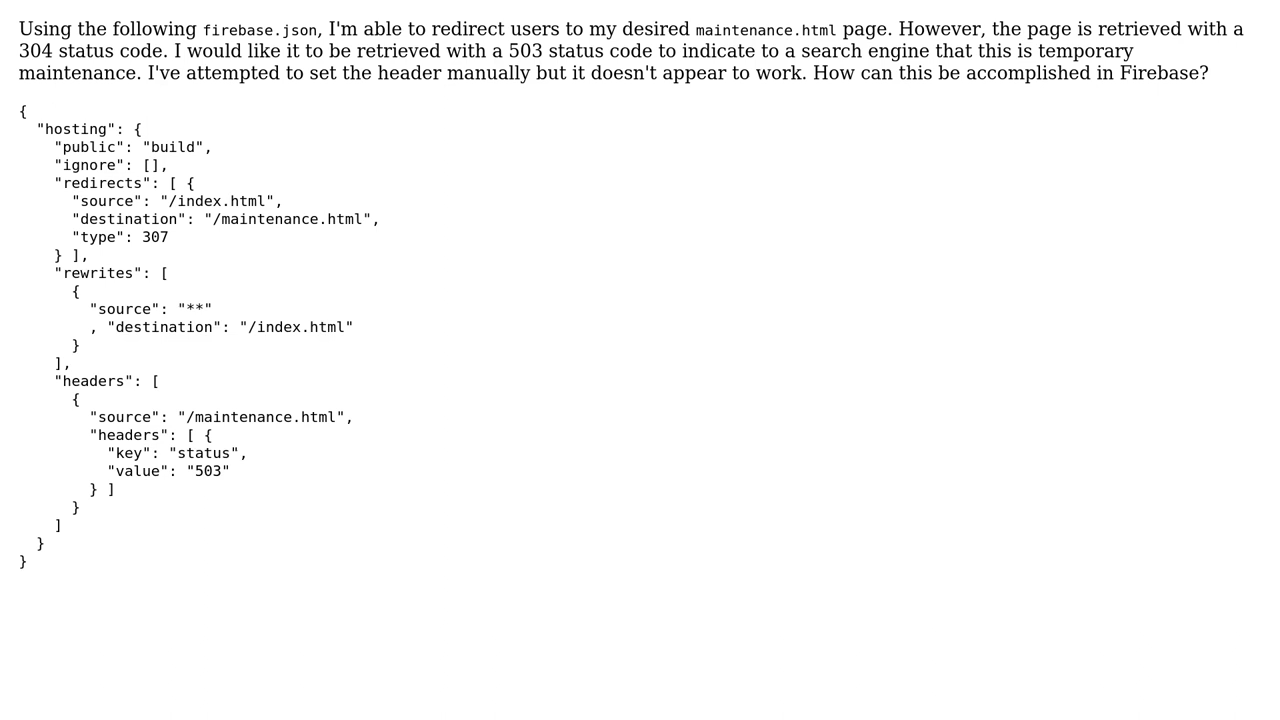 Using the following firebase.json, I'm able to redirect users to my desired maintenance.html page. However, the page is retrieved with a
304 status code. I would like it to be retrieved with a 503 status code to indicate to a search engine that this is temporary
maintenance. I've attempted to set the header manually but it doesn't appear to work. How can this be accomplished in Firebase?
{
  "hosting": {
    "public": "build",
    "ignore": [],
    "redirects": [ {
      "source": "/index.html",
      "destination": "/maintenance.html",
      "type": 307
    } ],
    "rewrites": [
      {
        "source": "**"
        , "destination": "/index.html"
      }
    ],
    "headers": [
      {
        "source": "/maintenance.html",
        "headers": [ {
          "key": "status",
          "value": "503"
        } ]
      }
    ]
  }
}